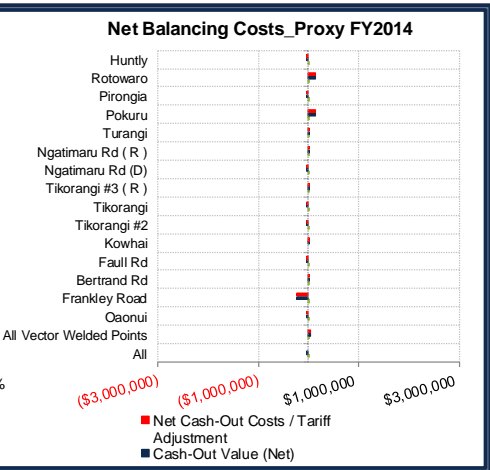 Net Balancing Costs_Proxy FY2014
Huntly
Rotowaro
Pirongia
Pokuru
Turangi
Ngatimaru Rd ( R )
Ngatimaru Rd (D)
Tikorangi #3 ( R )
Tikorangi
Tikorangi #2
Kowhai
Faull Rd
Bertrand Rd
Frankley Road
Oaonui
All Vector Welded Points
All
%
($3,000,000)
($1,000,000)
$1,000,000
$3,000,000
Net Cash-Out Costs / Tariff
Adjustment
Cash-Out Value (Net)